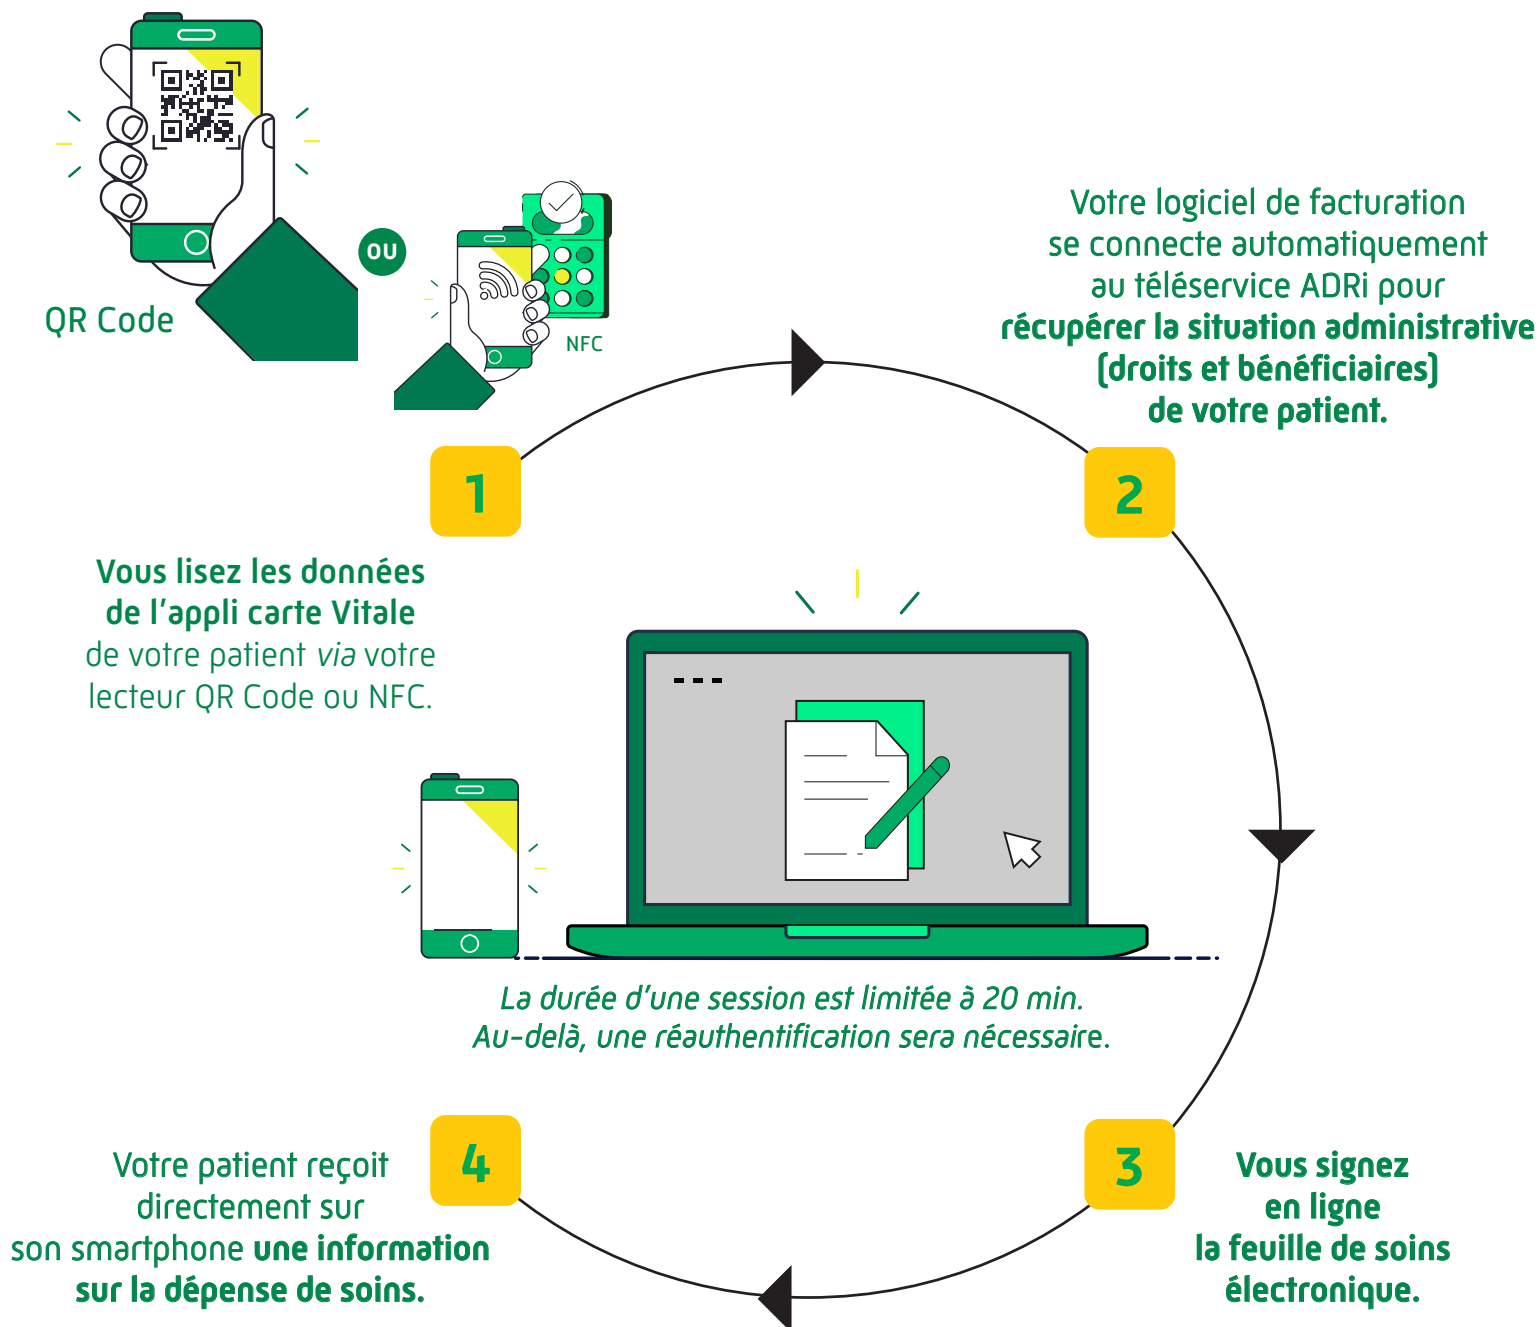 QR Code
OU
NFC
1
Vous lisez les données
de l'appli carte Vitale
de votre patient via votre
lecteur QR Code ou NFC.
Votre logiciel de facturation
se connecte automatiquement
au téléservice ADRi pour
récupérer la situation administrative
(droits et bénéficiaires)
de votre patient.
2
La durée d'une session est limitée à 20 min.
Au-delà, une réauthentification sera nécessaire.
3
Vous signez
en ligne
la feuille de soins
électronique.
4
Votre patient reçoit
directement sur
son smartphone une information
sur la dépense de soins.